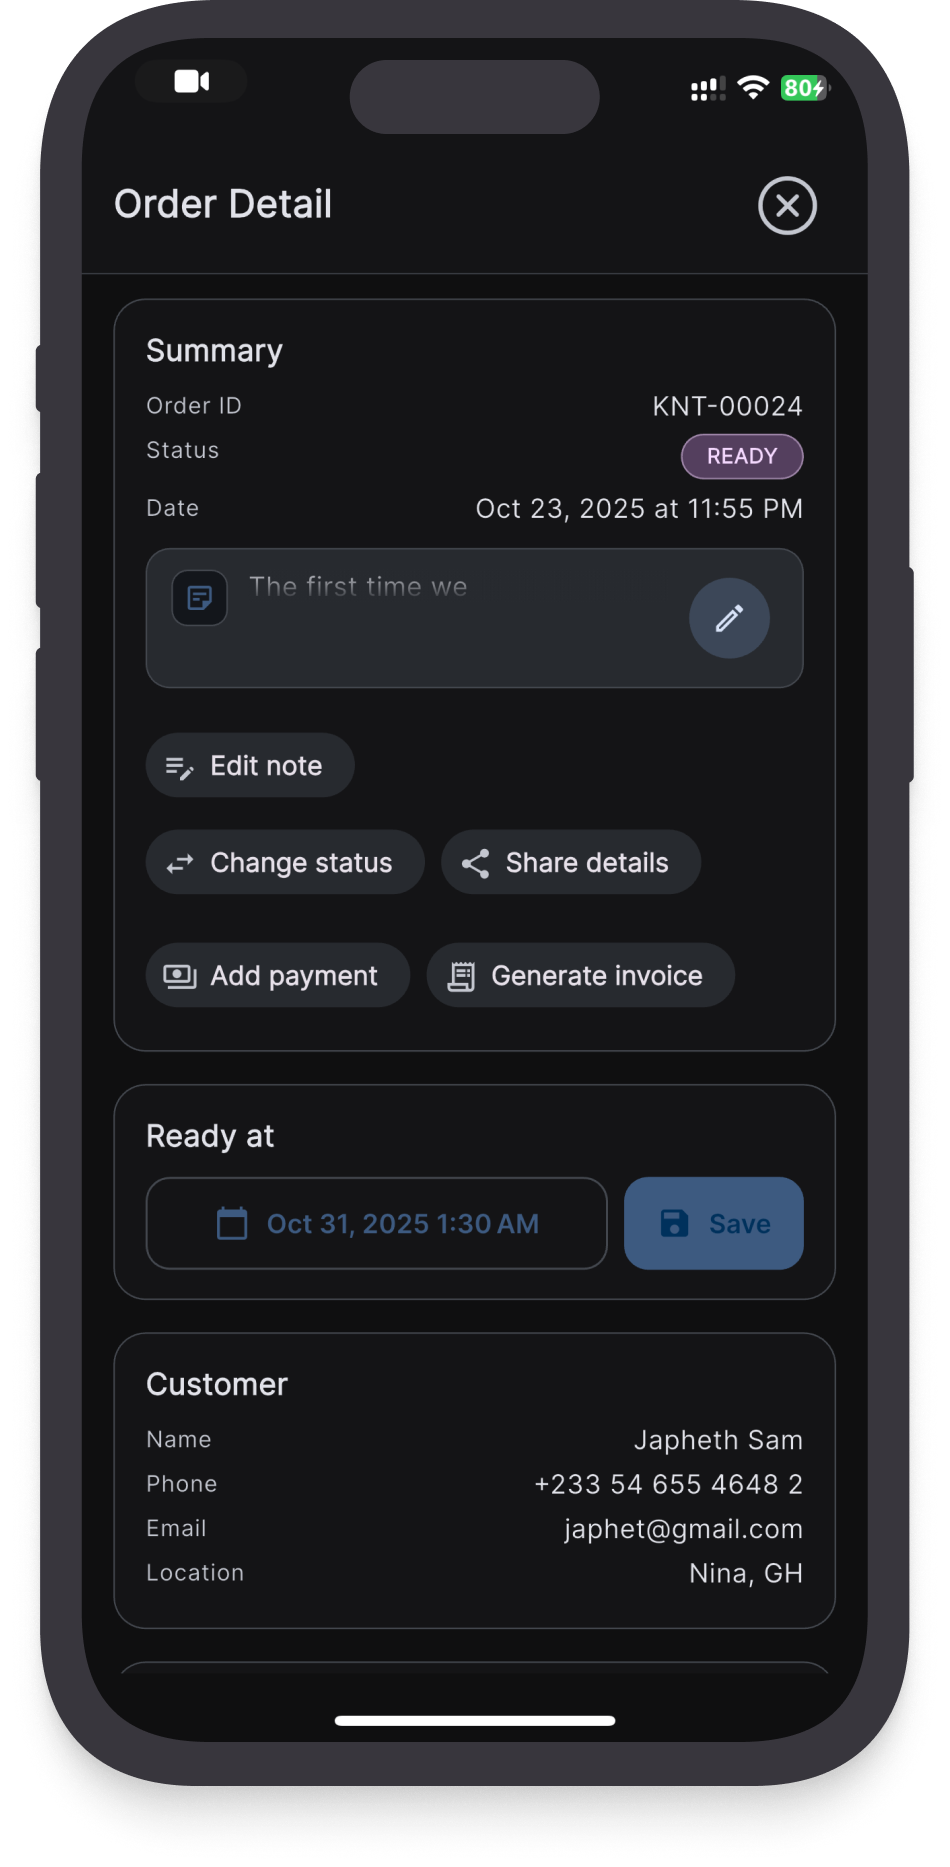 80
Order Detail
Summary
Order ID KNT-00024
Status READY
Date Oct 23, 2025 at 11:55 PM
The first time we
Edit note
Change status Share details
Add payment Generate invoice
Ready at
Oct 31, 2025 1:30 AM Save
Customer
Name Japheth Sam
Phone +233 54 655 4648 2
Email japhet@gmail.com
Location Nina, GH